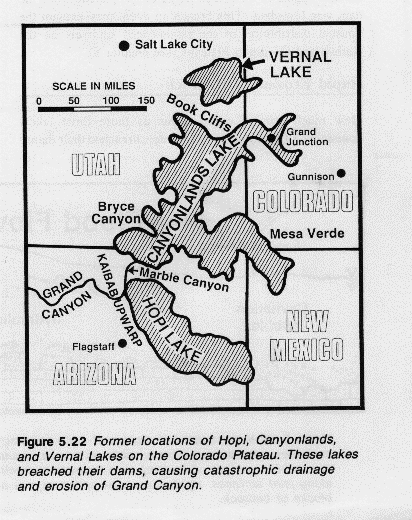 Salt Lake City
VERNAL
LAKE
SCALE IN MILES
0 50 100 150
Book Cliffs
Grand
Junction
UTAH
CANYONLANDS LAKE
Gunnison
COLORADO
Bryce
Canyon
Mesa Verde
GRAND
CANYON
KAIBAB UPWARP
Marble Canyon
HOPI LAKE
NEW
MEXICO
Flagstaff
ARIZONA
Figure 5.22 Former locations of Hopi, Canyonlands,
and Vernal Lakes on the Colorado Plateau. These lakes
breached their dams, causing catastrophic drainage
and erosion of Grand Canyon.